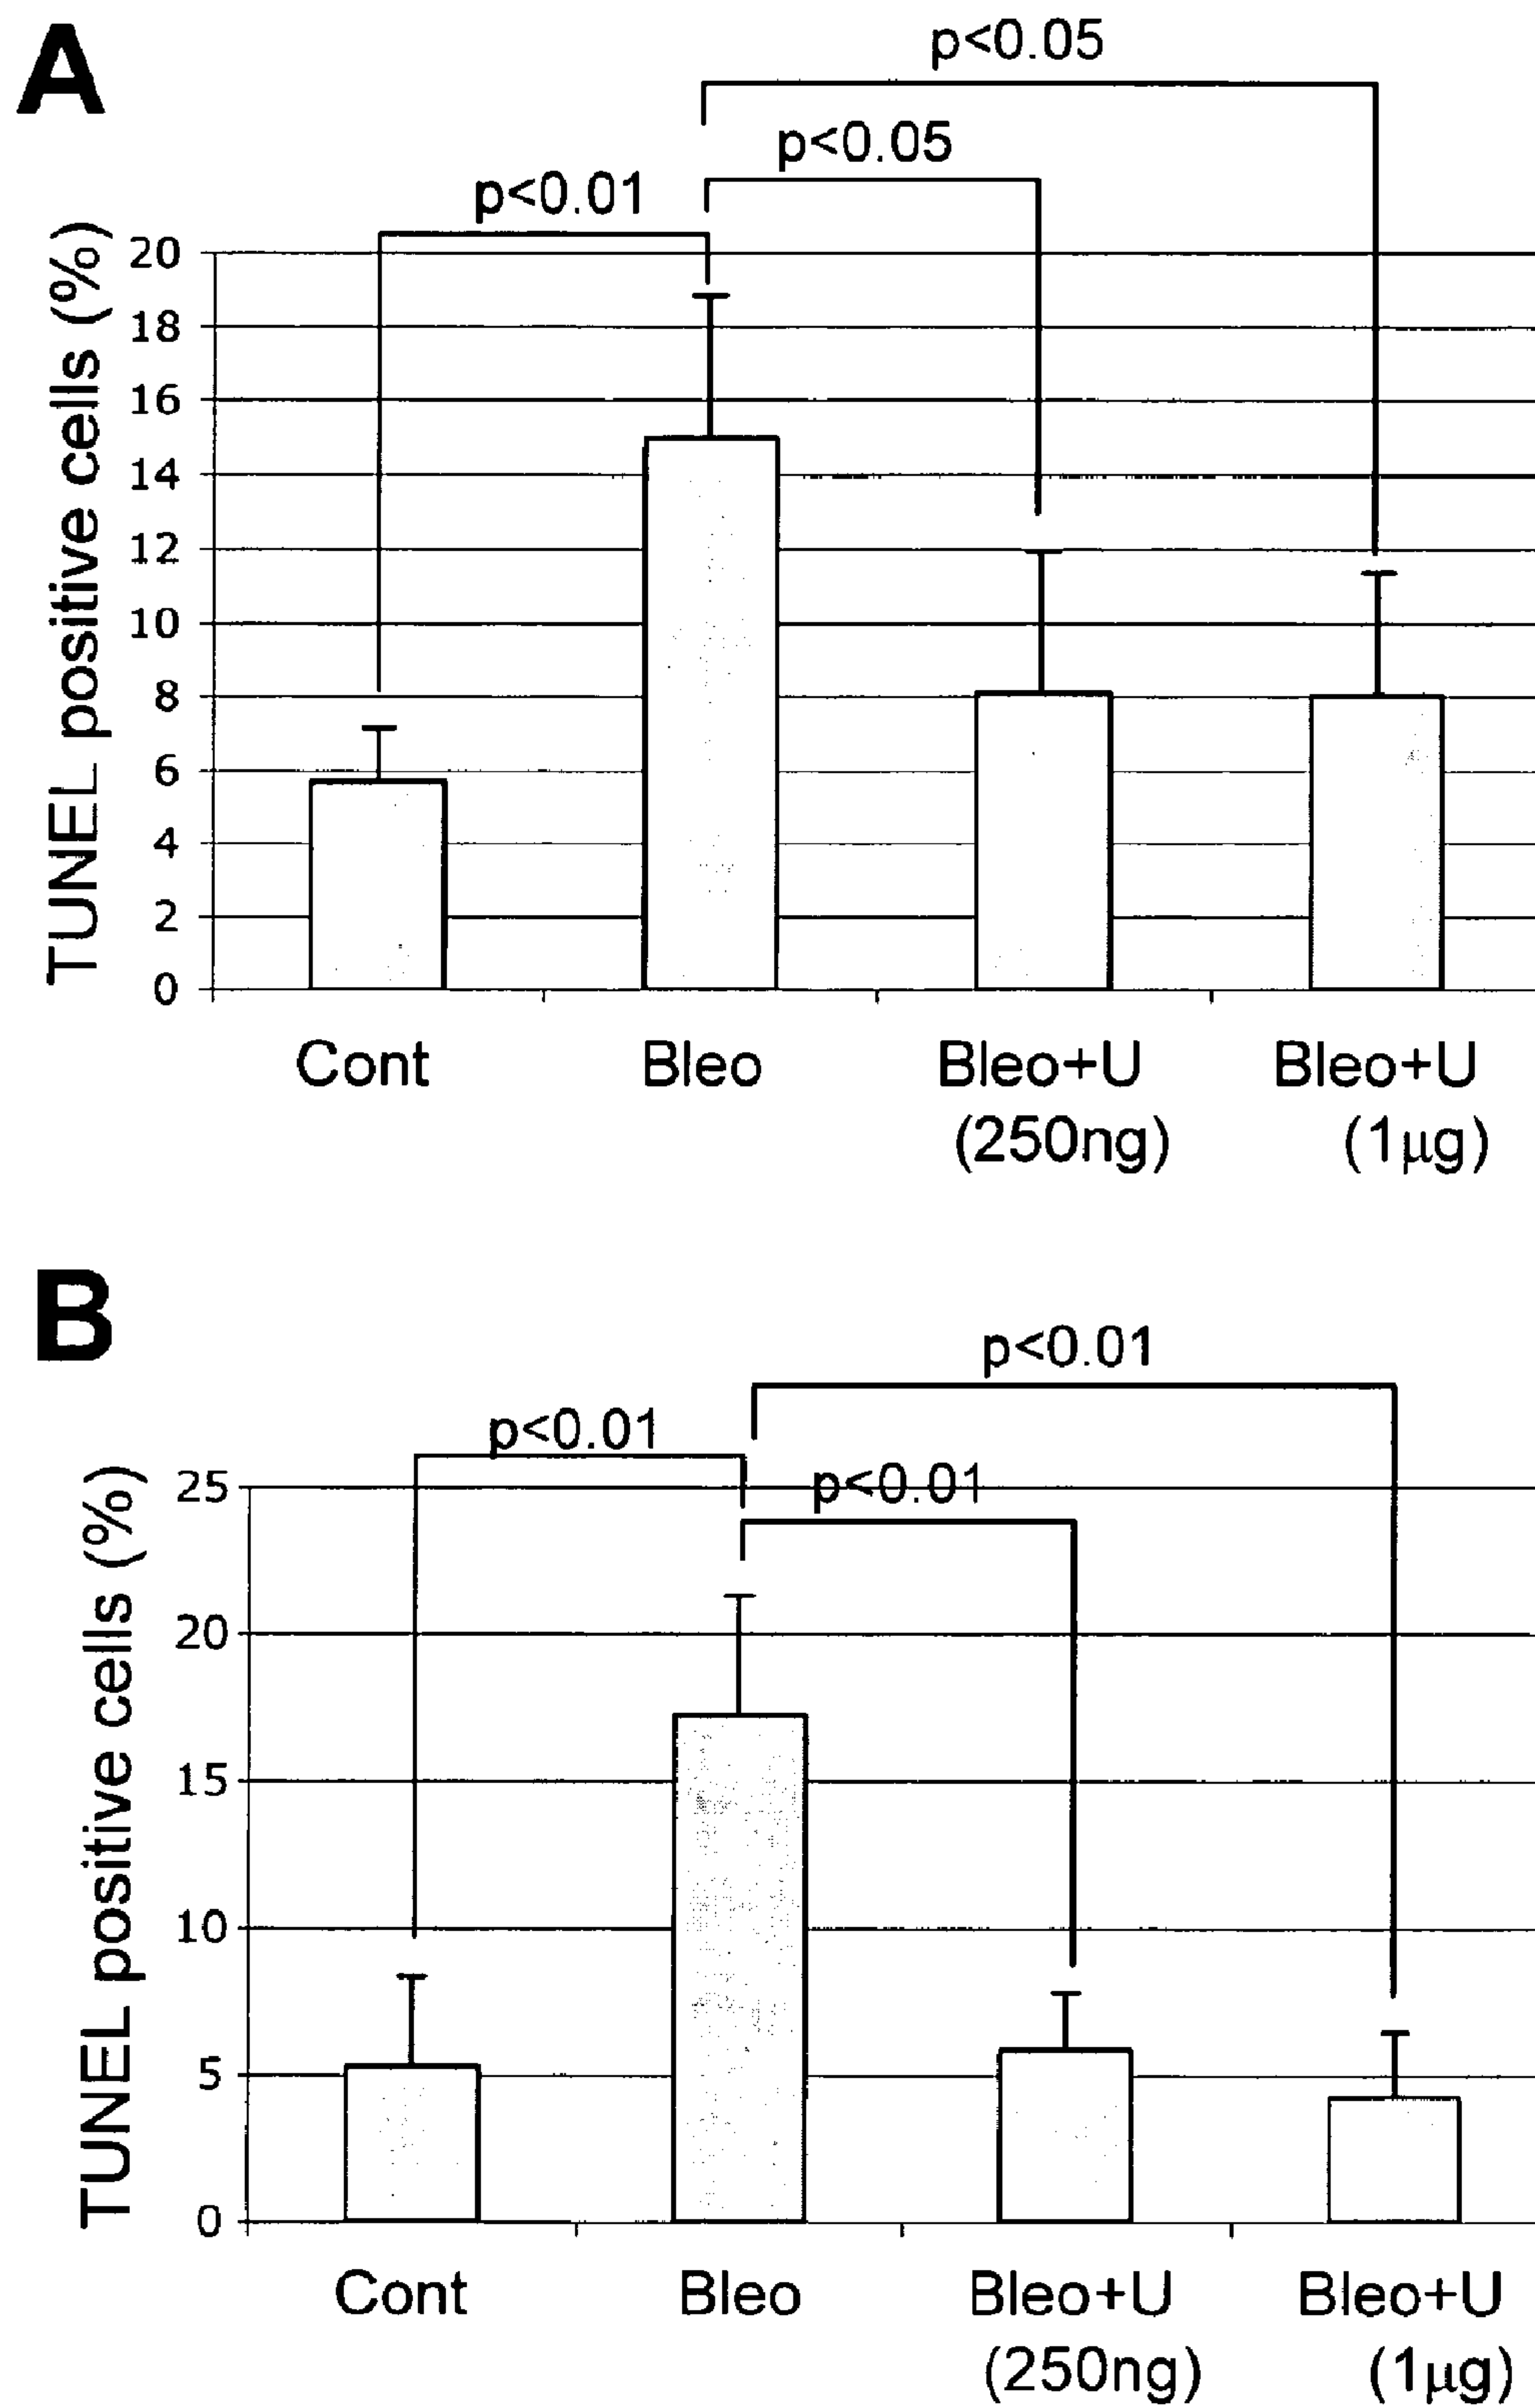 A
p<0.05
p<0.05
p<0.01
TUNEL positive cells (%)
20
18
16
14
12
10
8
6
4
2
0
Cont Bleo Bleo+U Bleo+U
(250ng) (1μg)
B
p<0.01
p<0.01
p<0.01
TUNEL positive cells (%)
25
20
15
10
5
0
Cont Bleo Bleo+U Bleo+U
(250ng) (1μg)